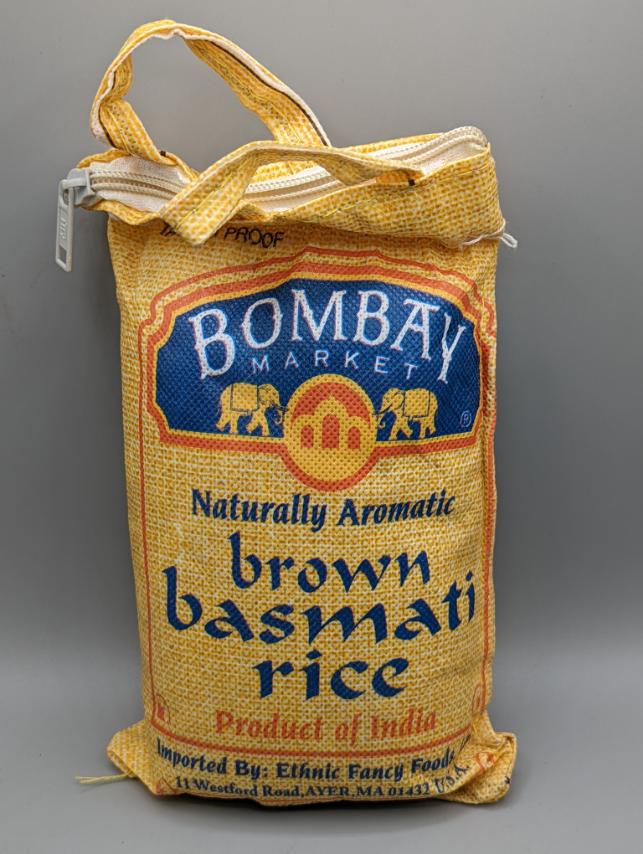 PROOF
BOMBAY
MARKET
®
Naturally Aromatic
brown
basmati
rice
Product of India
Imported By: Ethnic Fancy Foods
11 Westford Road, AYER, MA 01432 U.S.A.